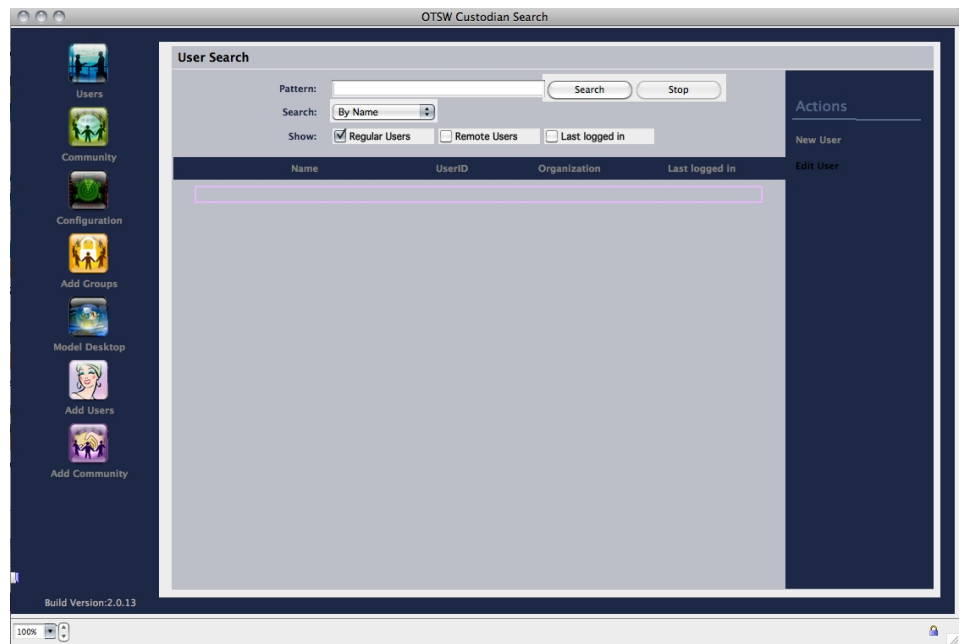 OTSW Custodian Search
Users
Community
Configuration
Add Groups
Model Desktop
Add Users
Add Community
Build Version:2.0.13
User Search
Pattern:
Search
Stop
Search:
By Name
Show:
Regular Users
Remote Users
Last logged in
Name UserID Organization Last logged in
Actions
New User
Edit User
100%